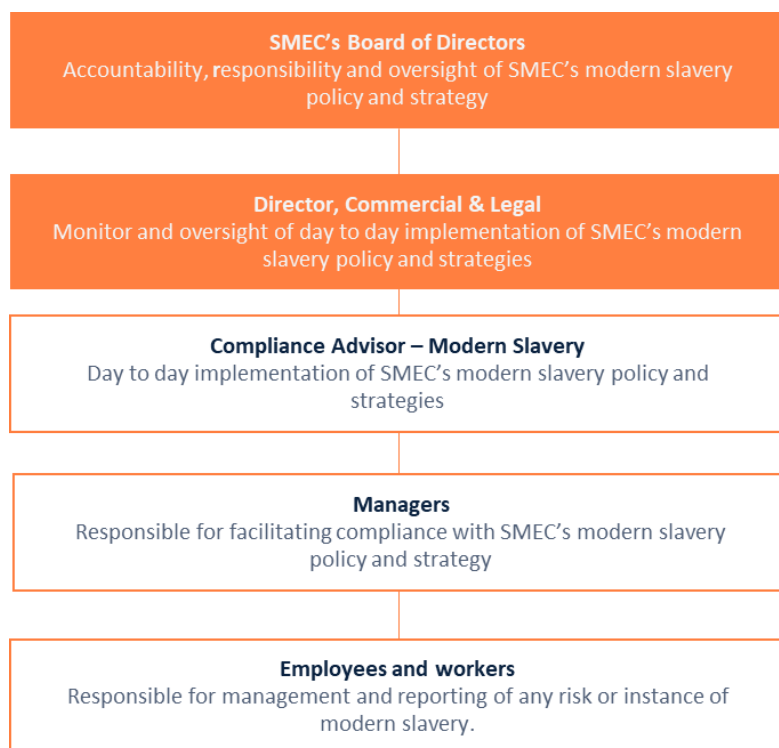 SMEC’s Board of Directors
Accountability, responsibility and oversight of SMEC’s modern slavery
policy and strategy
Director, Commercial & Legal
Monitor and oversight of day to day implementation of SMEC’s modern
slavery policy and strategies
Compliance Advisor – Modern Slavery
Day to day implementation of SMEC’s modern slavery policy and
strategies
Managers
Responsible for facilitating compliance with SMEC’s modern slavery
policy and strategy
Employees and workers
Responsible for management and reporting of any risk or instance of
modern slavery.